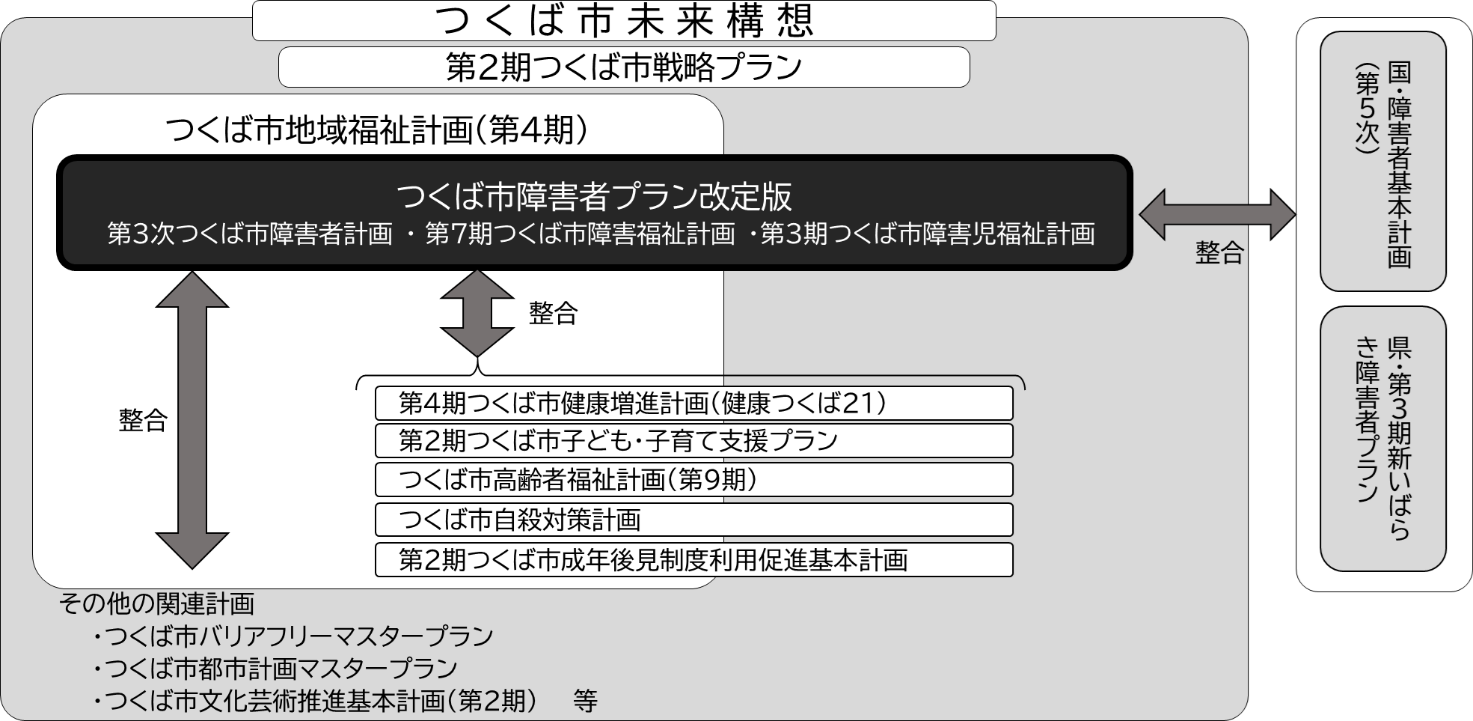 つくば市未来構想
第2期つくば市戦略プラン
つくば市地域福祉計画(第4期)
つくば市障害者プラン改定版
第3次つくば市障害者計画 ・ 第7期つくば市障害福祉計画 ・第3期つくば市障害児福祉計画
整合
整合
整合
第4期つくば市健康増進計画(健康つくば21)
第2期つくば市子ども・子育て支援プラン
つくば市高齢者福祉計画(第9期)
つくば市自殺対策計画
第2期つくば市成年後見制度利用促進基本計画
その他の関連計画
・つくば市バリアフリーマスタープラン
・つくば市都市計画マスタープラン
・つくば市文化芸術推進基本計画(第2期) 等
国・障害者基本計画
(第5次)
県・第3期新いばら
き障害者プラン